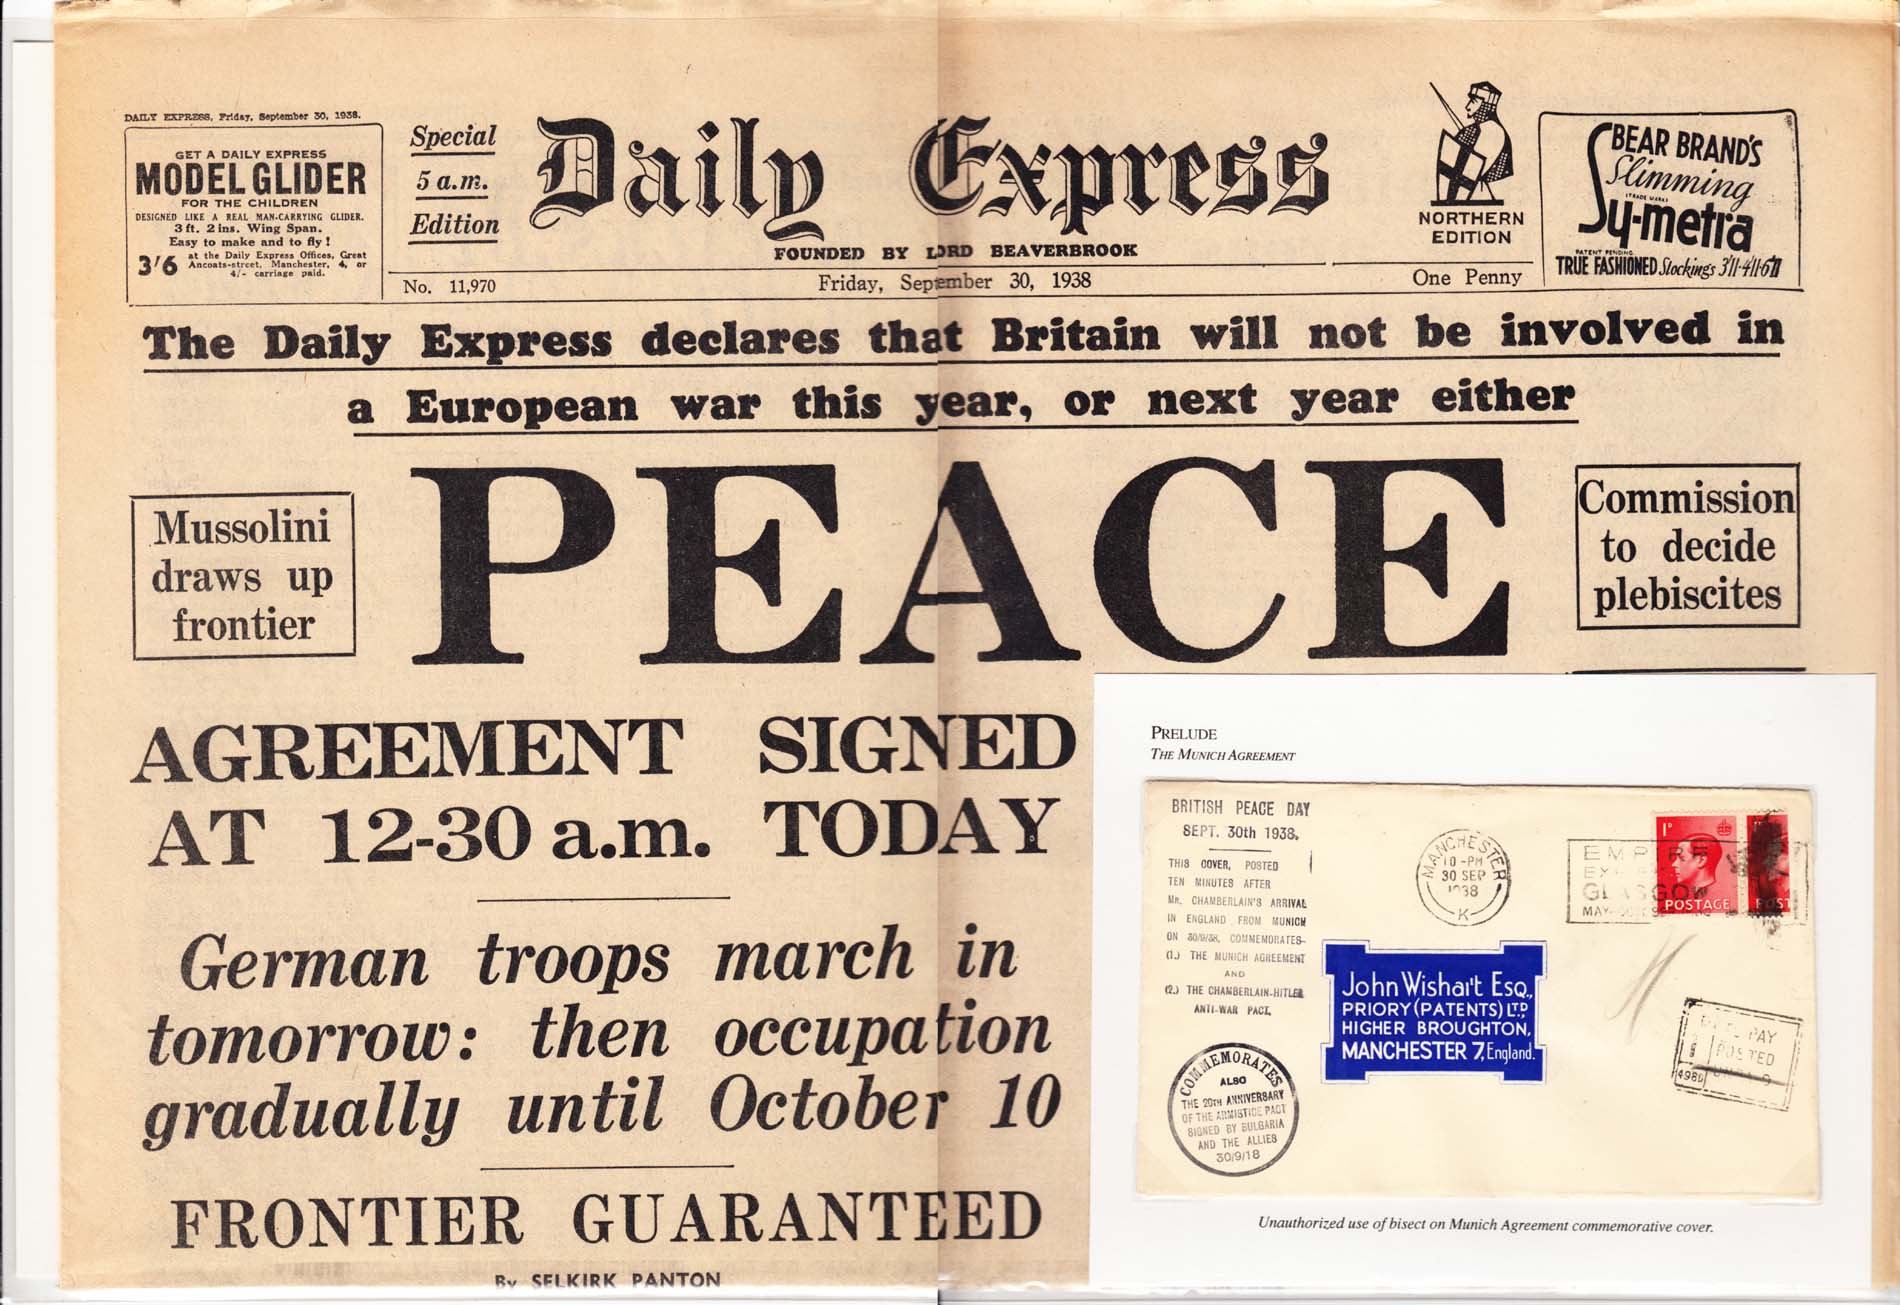 DAILY EXPRESS, Friday, September 30, 1938.
GET A DAILY EXPRESS
MODEL GLIDER
FOR THE CHILDREN
DESIGNED LIKE A REAL MAN-CARRYING GLIDER.
3 ft. 2 ins. Wing Span.
Easy to make and to fly!
3'6 at the Daily Express Offices, Great
Ancoats-street, Manchester, 4, or
4/- carriage paid.
Special
5 a.m.
Edition
Daily Express
FOUNDED BY LORD BEAVERBROOK
NORTHERN
EDITION
BEAR BRAND'S
Slimming
(TRADE MARK)
Sy-metra
PATENT PENDING
TRUE FASHIONED Stockings 3'11·4'11·6'11
No. 11,970
Friday, September 30, 1938
One Penny
The Daily Express declares that Britain will not be involved in
a European war this year, or next year either
Mussolini
draws up
frontier
PEACE
Commission
to decide
plebiscites
AGREEMENT SIGNED
AT 12-30 a.m. TODAY
German troops march in
tomorrow: then occupation
gradually until October 10
FRONTIER GUARANTEED
By SELKIRK PANTON
PRELUDE
THE MUNICH AGREEMENT
BRITISH PEACE DAY
SEPT. 30th 1938.
THIS COVER, POSTED
TEN MINUTES AFTER
MR. CHAMBERLAIN'S ARRIVAL
IN ENGLAND FROM MUNICH
ON 30/9/38, COMMEMORATES-
(1.) THE MUNICH AGREEMENT
AND
(2.) THE CHAMBERLAIN-HITLER
ANTI-WAR PACT.
COMMEMORATES
ALSO
THE 20TH ANNIVERSARY
OF THE ARMISTICE PACT
SIGNED BY BULGARIA
AND THE ALLIES
30/9/18
MANCHESTER
10-PM
30 SEP
1938
K
EMPIRE
GLASGOW
MAY
1D
POSTAGE
POST
John Wishart Esq.,
PRIORY (PATENTS) LTD
HIGHER BROUGHTON,
MANCHESTER 7, England.
PAY
POSTED
498
Unauthorized use of bisect on Munich Agreement commemorative cover.